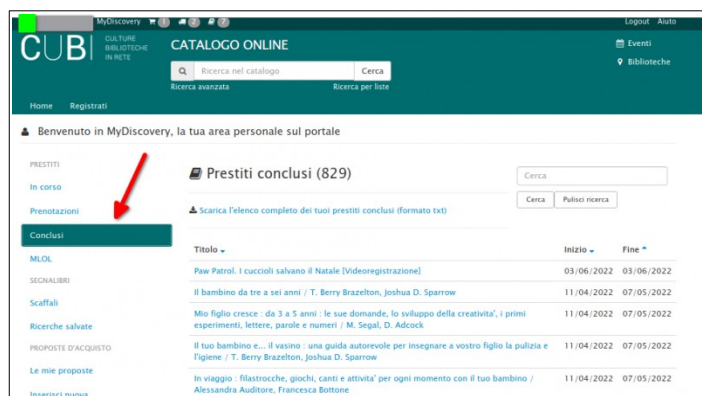 MyDiscovery 1 2 7 Logout Aiuto
CUBI CULTURE BIBLIOTECHE IN RETE
CATALOGO ONLINE
Eventi
Biblioteche
Ricerca nel catalogo Cerca
Ricerca avanzata Ricerca per liste
Home Registrati
Benvenuto in MyDiscovery, la tua area personale sul portale
PRESTITI
In corso
Prenotazioni
Conclusi
MLOL
SEGNALIBRI
Scaffali
Ricerche salvate
PROPOSTE D'ACQUISTO
Le mie proposte
Inserisci nuova
Prestiti conclusi (829)
Cerca
Cerca Pulisci ricerca
Scarica l'elenco completo dei tuoi prestiti conclusi (formato txt)
Titolo Inizio Fine
Paw Patrol. I cuccioli salvano il Natale [Videoregistrazione] 03/06/2022 03/06/2022
Il bambino da tre a sei anni / T. Berry Brazelton, Joshua D. Sparrow 11/04/2022 07/05/2022
Mio figlio cresce : da 3 a 5 anni : le sue domande, lo sviluppo della creativita', i primi 11/04/2022 07/05/2022
esperimenti, lettere, parole e numeri / M. Segal, D. Adcock
Il tuo bambino e... il vasino : una guida autorevole per insegnare a vostro figlio la pulizia e 11/04/2022 07/05/2022
l'igiene / T. Berry Brazelton, Joshua D. Sparrow
In viaggio : filastrocche, giochi, canti e attivita' per ogni momento con il tuo bambino / 11/04/2022 07/05/2022
Alessandra Auditore, Francesca Bottone